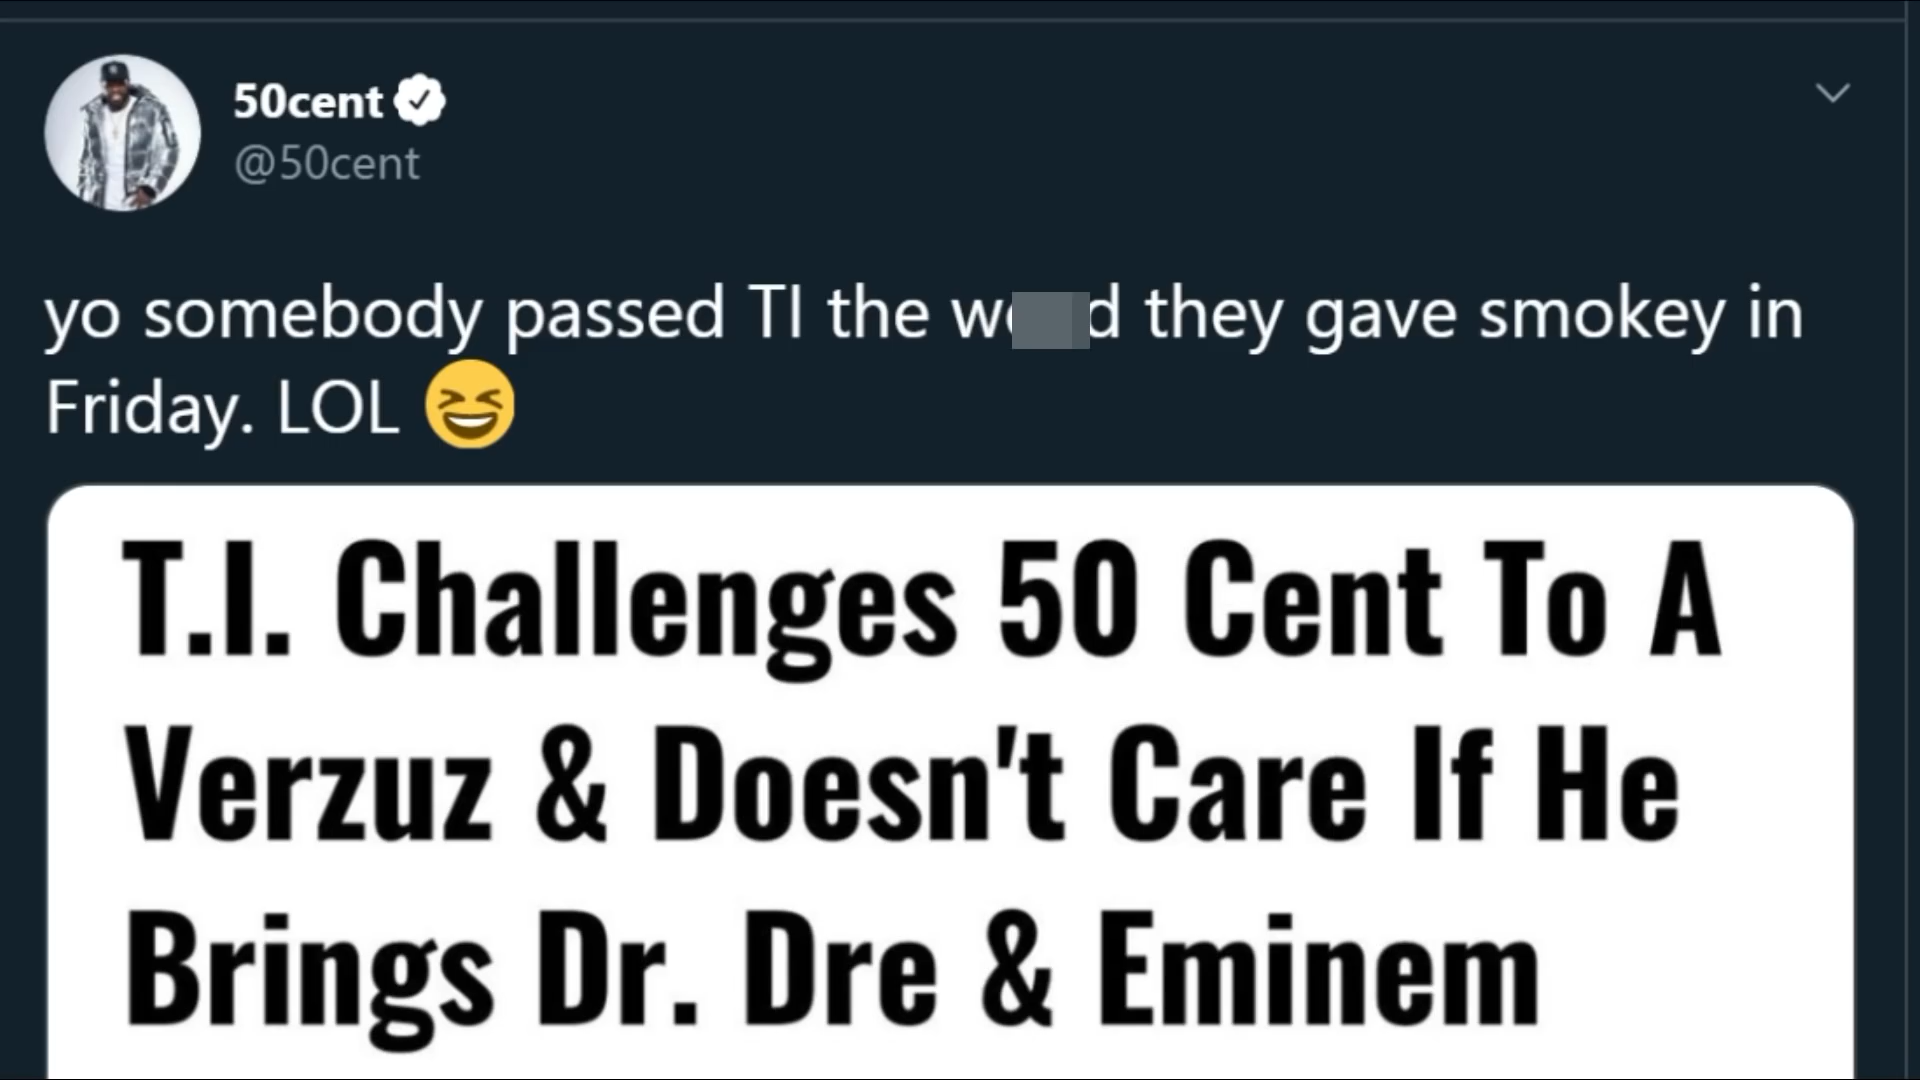 50cent
@50cent
yo somebody passed TI the they gave smokey in
Friday. LOL 😆
T.I. Challenges 50 Cent To A
Verzuz & Doesn't Care If He
Brings Dr. Dre & Eminem